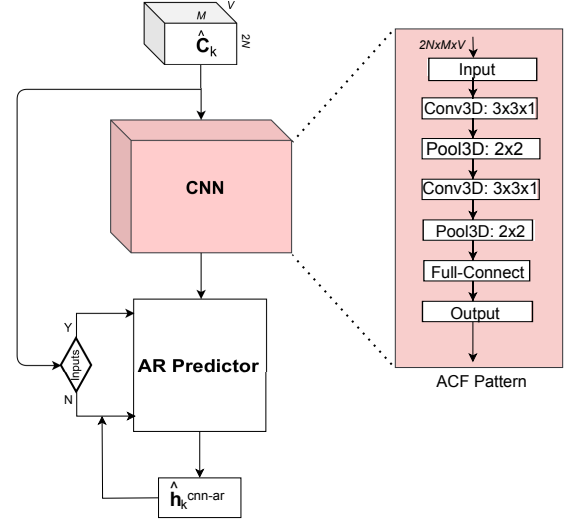 V
M
2N
Ĉk
CNN
Y
Inputs
N
AR Predictor
ĥk cnn-ar
2NxMxV
Input
Conv3D: 3x3x1
Pool3D: 2x2
Conv3D: 3x3x1
Pool3D: 2x2
Full-Connect
Output
ACF Pattern